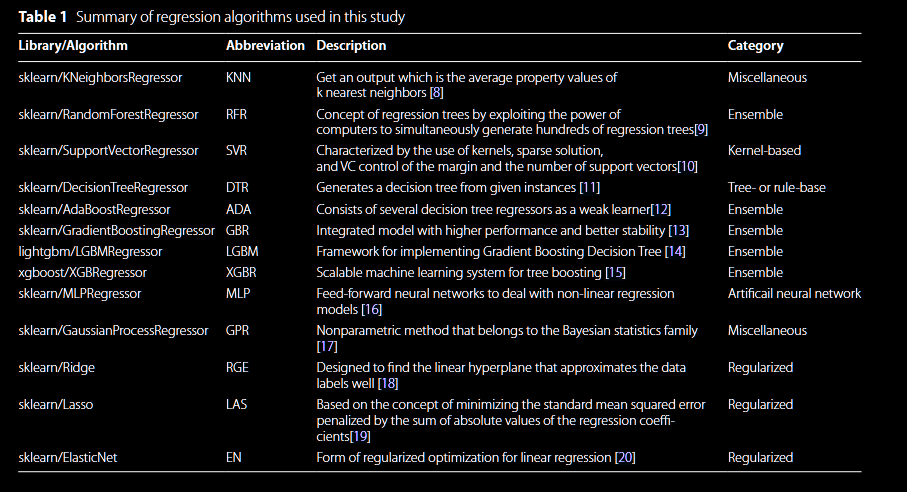 Table 1 Summary of regression algorithms used in this study
Library/Algorithm Abbreviation Description Category
sklearn/KNeighborsRegressor KNN Get an output which is the average property values of Miscellaneous
k nearest neighbors [8]
sklearn/RandomForestRegressor RFR Concept of regression trees by exploiting the power of Ensemble
computers to simultaneously generate hundreds of regression trees[9]
sklearn/SupportVectorRegressor SVR Characterized by the use of kernels, sparse solution, Kernel-based
and VC control of the margin and the number of support vectors[10]
sklearn/DecisionTreeRegressor DTR Generates a decision tree from given instances [11] Tree- or rule-base
sklearn/AdaBoostRegressor ADA Consists of several decision tree regressors as a weak learner[12] Ensemble
sklearn/GradientBoostingRegressor GBR Integrated model with higher performance and better stability [13] Ensemble
lightgbm/LGBMRegressor LGBM Framework for implementing Gradient Boosting Decision Tree [14] Ensemble
xgboost/XGBRegressor XGBR Scalable machine learning system for tree boosting [15] Ensemble
sklearn/MLPRegressor MLP Feed-forward neural networks to deal with non-linear regression Artificail neural network
models [16]
sklearn/GaussianProcessRegressor GPR Nonparametric method that belongs to the Bayesian statistics family Miscellaneous
[17]
sklearn/Ridge RGE Designed to find the linear hyperplane that approximates the data Regularized
labels well [18]
sklearn/Lasso LAS Based on the concept of minimizing the standard mean squared error Regularized
penalized by the sum of absolute values of the regression coeffi-
cients[19]
sklearn/ElasticNet EN Form of regularized optimization for linear regression [20] Regularized